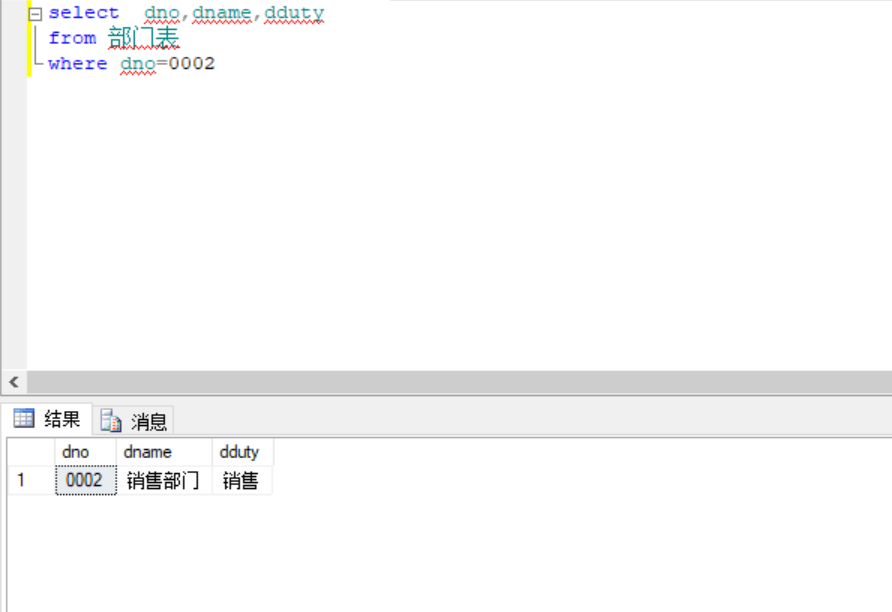 select  dno,dname,dduty
from 部门表
where dno=0002
结果 消息
dno dname dduty
1 0002 销售部门 销售